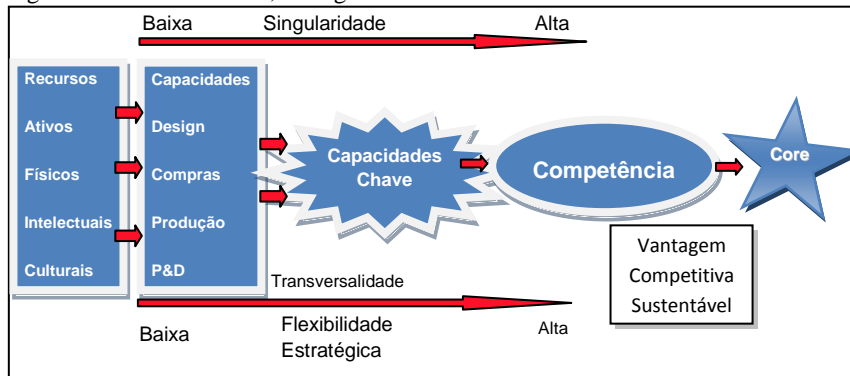 Baixa Singularidade Alta
Recursos
Ativos
Físicos
Intelectuais
Culturais
Capacidades
Design
Compras
Produção
P&D
Capacidades
Chave
Competência
Core
Vantagem
Competitiva
Sustentável
Transversalidade
Baixa Flexibilidade Alta
Estratégica